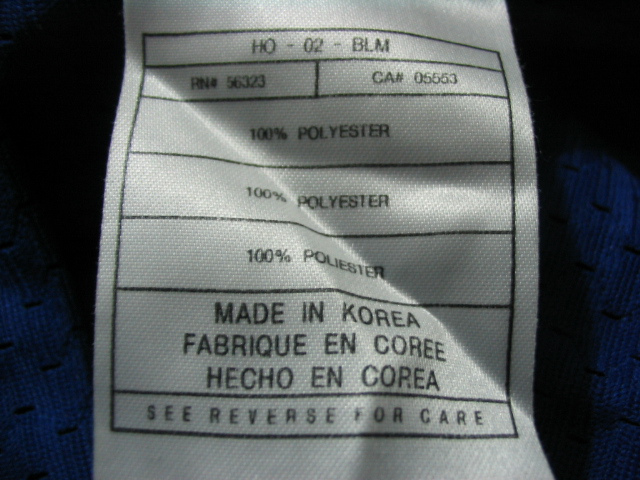 HO - 02 - BLM
RN# 56323 CA# 05553
100% POLYESTER
100% POLYESTER
100% POLIESTER
MADE IN KOREA
FABRIQUE EN COREE
HECHO EN COREA
SEE REVERSE FOR CARE